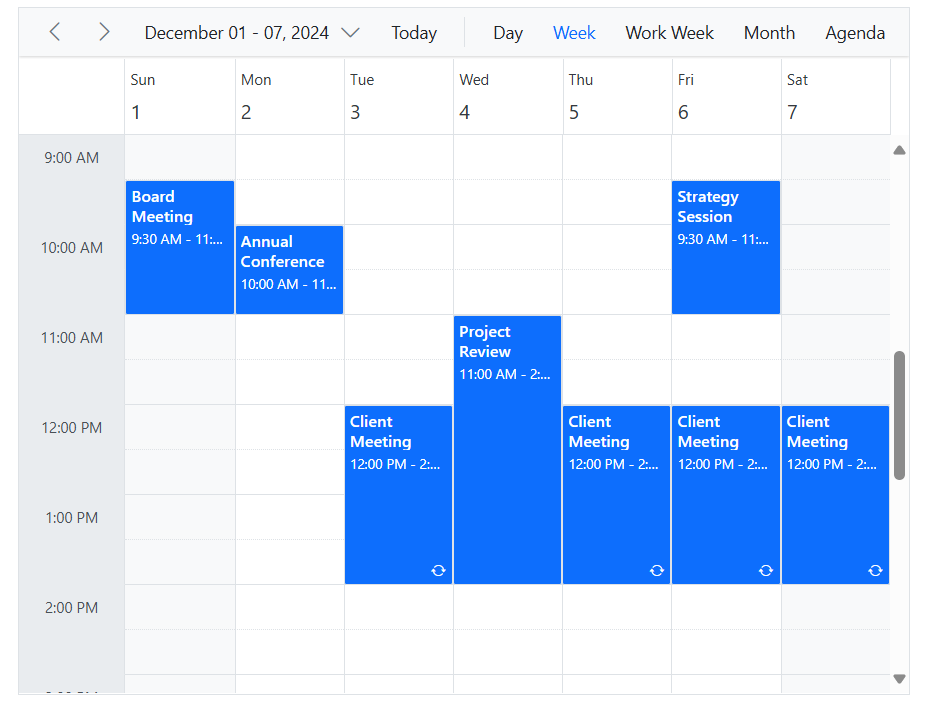 December 01 - 07, 2024 Today Day Week Work Week Month Agenda
Sun Mon Tue Wed Thu Fri Sat
1 2 3 4 5 6 7
9:00 AM
Board
Meeting
9:30 AM - 11:...
Strategy
Session
9:30 AM - 11:...
10:00 AM
Annual
Conference
10:00 AM - 11...
11:00 AM
Project
Review
11:00 AM - 2:...
12:00 PM
Client
Meeting
12:00 PM - 2:...
Client
Meeting
12:00 PM - 2:...
Client
Meeting
12:00 PM - 2:...
Client
Meeting
12:00 PM - 2:...
1:00 PM
2:00 PM